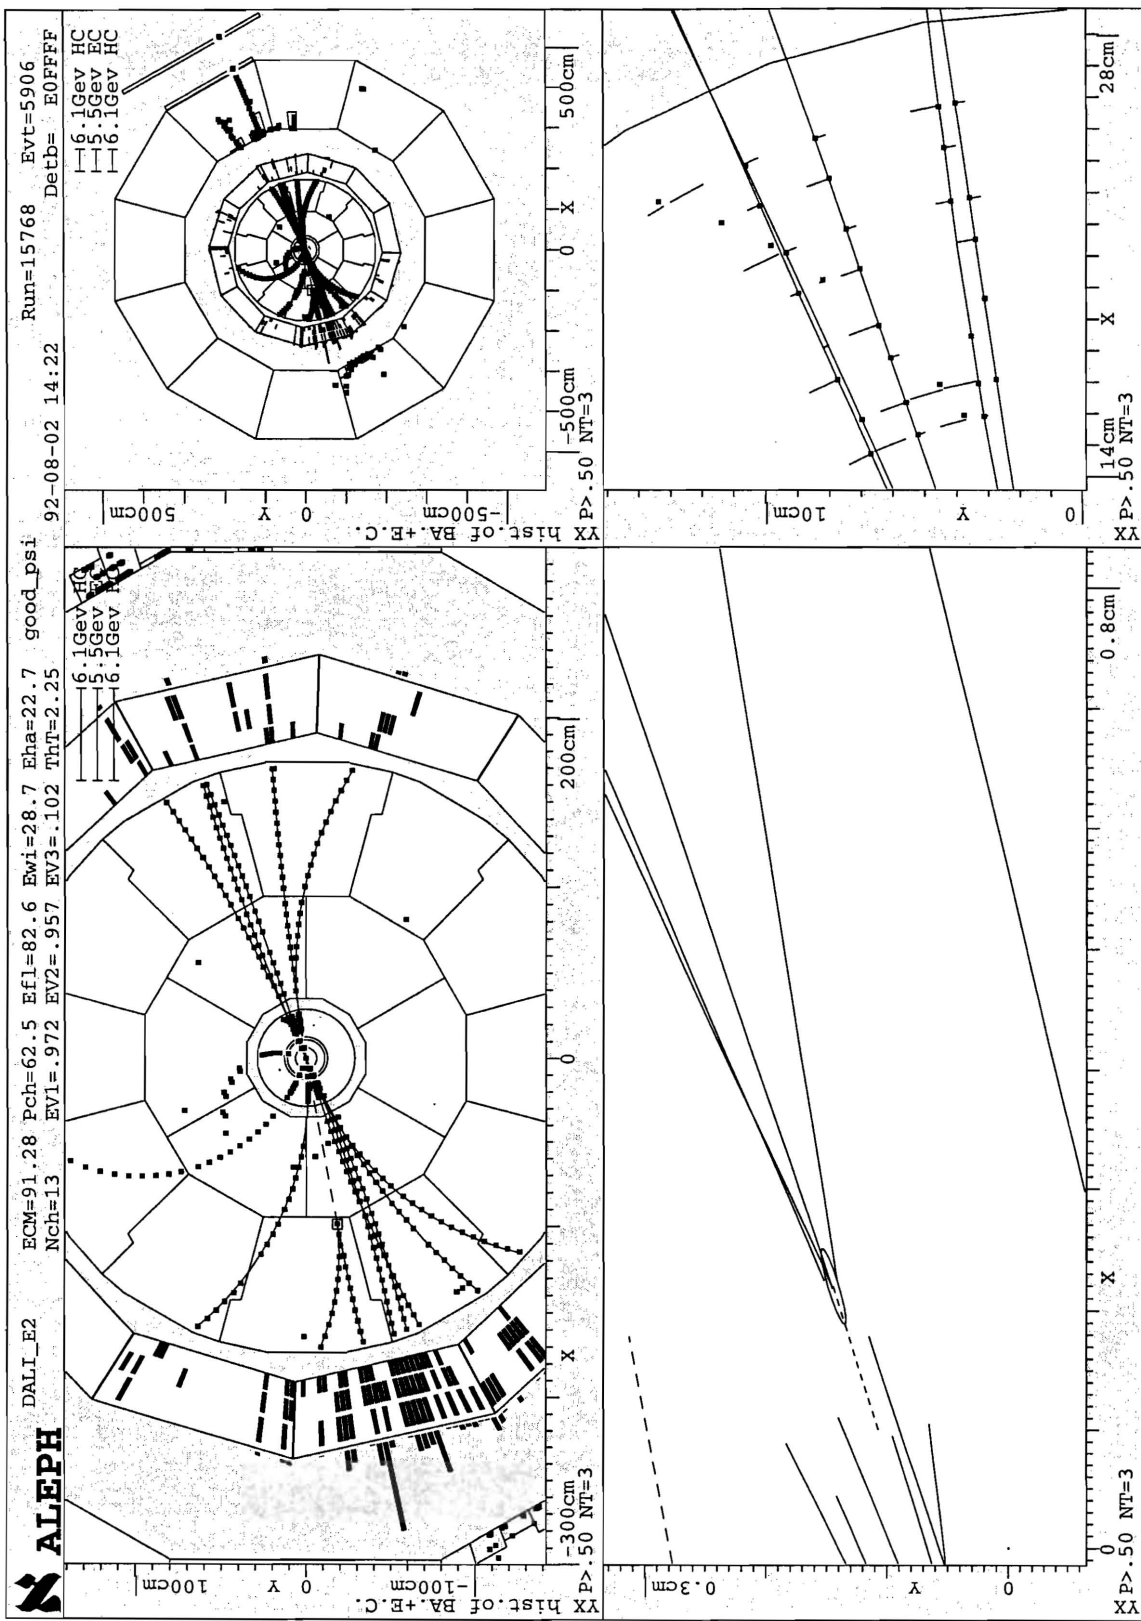 ALEPH
DALI_E2
ECM=91.28 Pch=62.5 Efl=82.6 Ewi=28.7 Eha=22.7 good_psi
Nch=13 EV1=.972 EV2=.957 EV3=.102 ThT=2.25
92-08-02 14:22 Run=15768 Evt=5906
Detb= E0FFFF
YX hist.of BA.+E.C.
100cm
Y
0
-100cm
6.1Gev HC
5.5Gev EC
6.1Gev HC
-300cm
X
0
200cm
P>.50 NT=3
YX hist.of BA.+E.C.
500cm
Y
0
-500cm
6.1Gev HC
5.5Gev EC
6.1Gev HC
-500cm
0
X
500cm
P>.50 NT=3
YX
0.3cm
Y
0
0
X
0.8cm
P>.50 NT=3
YX
10cm
Y
0
14cm
X
28cm
P>.50 NT=3